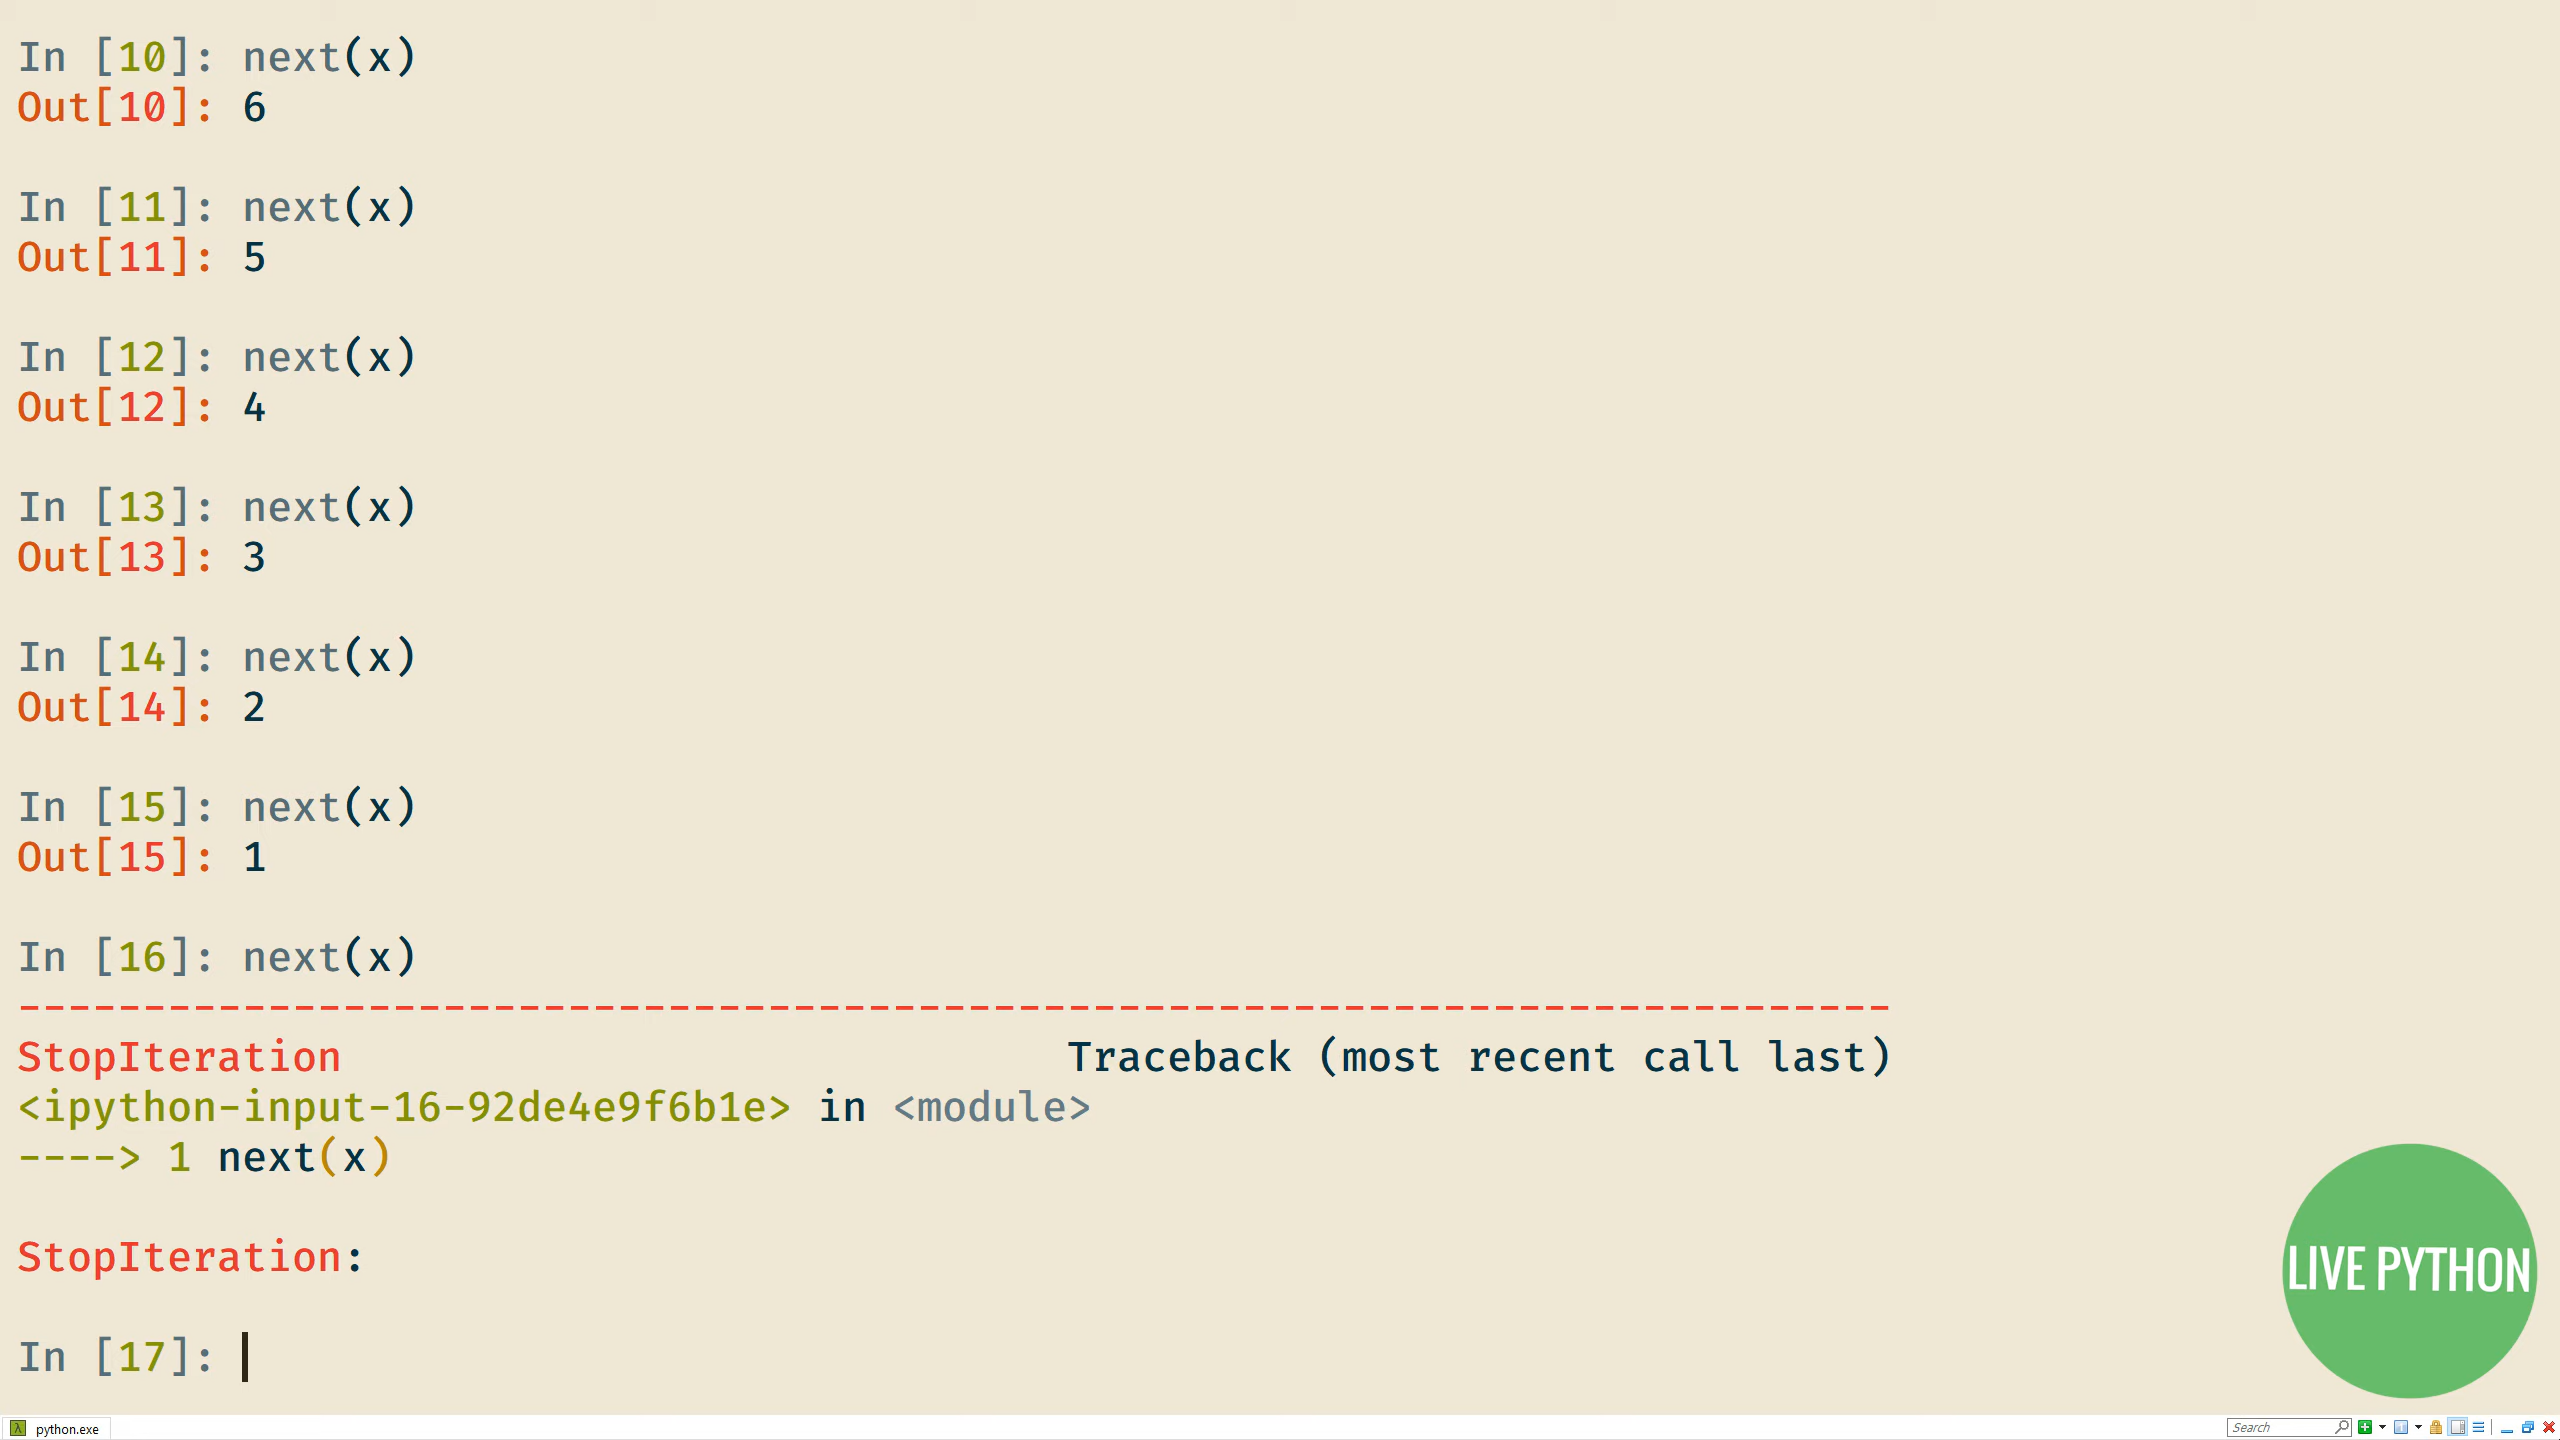 In [10]: next(x)
Out[10]: 6
In [11]: next(x)
Out[11]: 5
In [12]: next(x)
Out[12]: 4
In [13]: next(x)
Out[13]: 3
In [14]: next(x)
Out[14]: 2
In [15]: next(x)
Out[15]: 1
In [16]: next(x)
---------------------------------------------------------------------------
StopIteration                             Traceback (most recent call last)
<ipython-input-16-92de4e9f6b1e> in <module>
----> 1 next(x)
StopIteration:
In [17]:
LIVE PYTHON
python.exe
Search